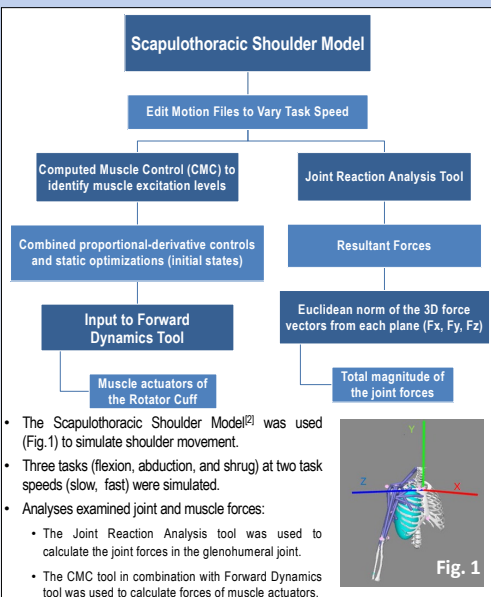 Scapulothoracic Shoulder Model
Edit Motion Files to Vary Task Speed
Computed Muscle Control (CMC) to
identify muscle excitation levels
Joint Reaction Analysis Tool
Combined proportional-derivative controls
and static optimizations (initial states)
Resultant Forces
Input to Forward
Dynamics Tool
Euclidean norm of the 3D force
vectors from each plane (Fx, Fy, Fz)
Muscle actuators of
the Rotator Cuff
Total magnitude of
the joint forces
• The Scapulothoracic Shoulder Model[2] was used
(Fig.1) to simulate shoulder movement.
• Three tasks (flexion, abduction, and shrug) at two task
speeds (slow, fast) were simulated.
• Analyses examined joint and muscle forces:
• The Joint Reaction Analysis tool was used to
calculate the joint forces in the glenohumeral joint.
• The CMC tool in combination with Forward Dynamics
tool was used to calculate forces of muscle actuators.
Y
Z
X
Fig. 1